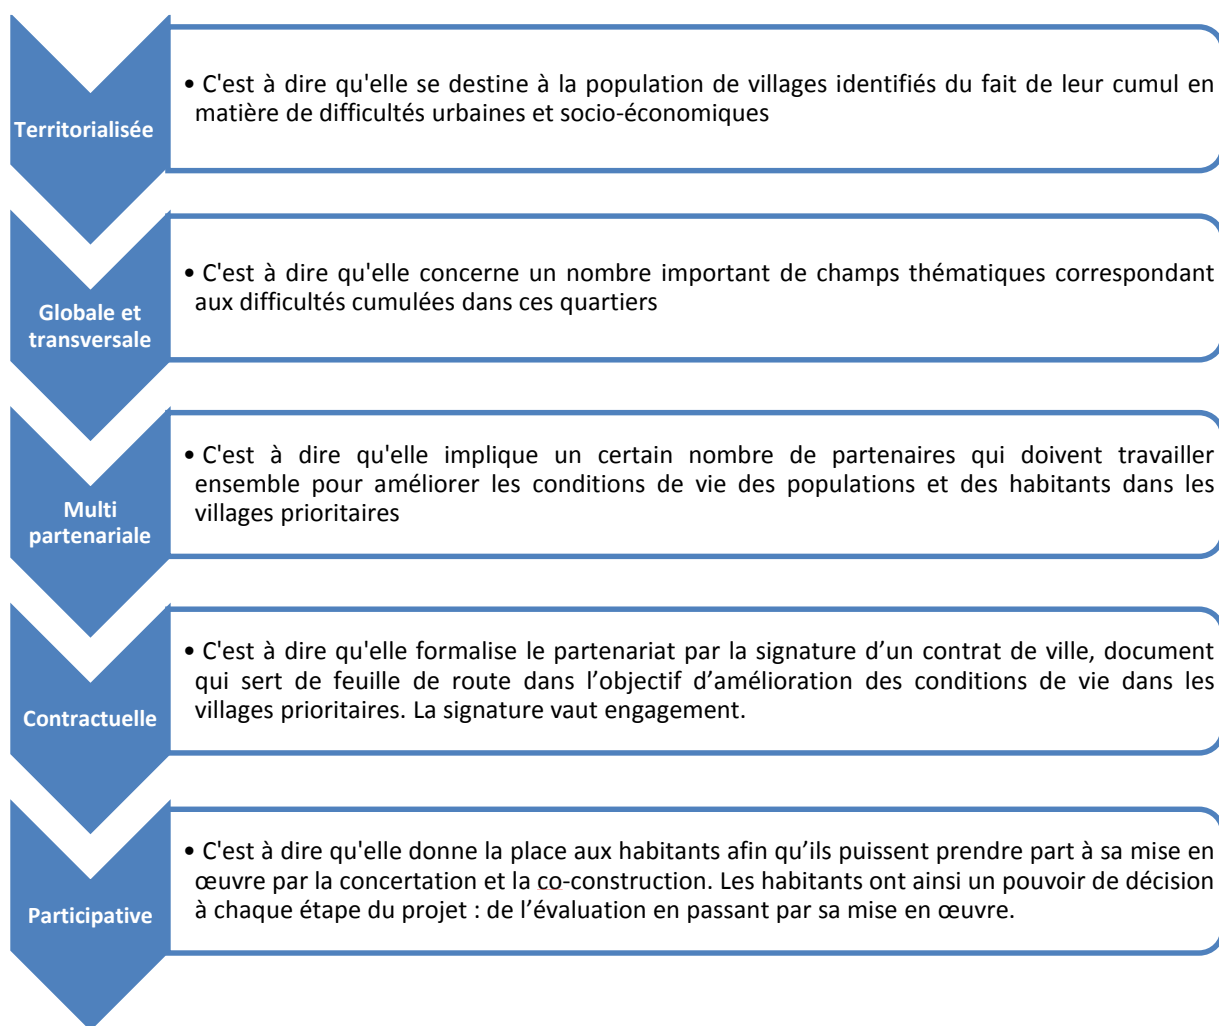 Territorialisée
• C'est à dire qu'elle se destine à la population de villages identifiés du fait de leur cumul en
matière de difficultés urbaines et socio-économiques
Globale et
transversale
• C'est à dire qu'elle concerne un nombre important de champs thématiques correspondant
aux difficultés cumulées dans ces quartiers
Multi
partenariale
• C'est à dire qu'elle implique un certain nombre de partenaires qui doivent travailler
ensemble pour améliorer les conditions de vie des populations et des habitants dans les
villages prioritaires
Contractuelle
• C'est à dire qu'elle formalise le partenariat par la signature d’un contrat de ville, document
qui sert de feuille de route dans l’objectif d’amélioration des conditions de vie dans les
villages prioritaires. La signature vaut engagement.
Participative
• C'est à dire qu'elle donne la place aux habitants afin qu’ils puissent prendre part à sa mise en
œuvre par la concertation et la co-construction. Les habitants ont ainsi un pouvoir de décision
à chaque étape du projet : de l’évaluation en passant par sa mise en œuvre.